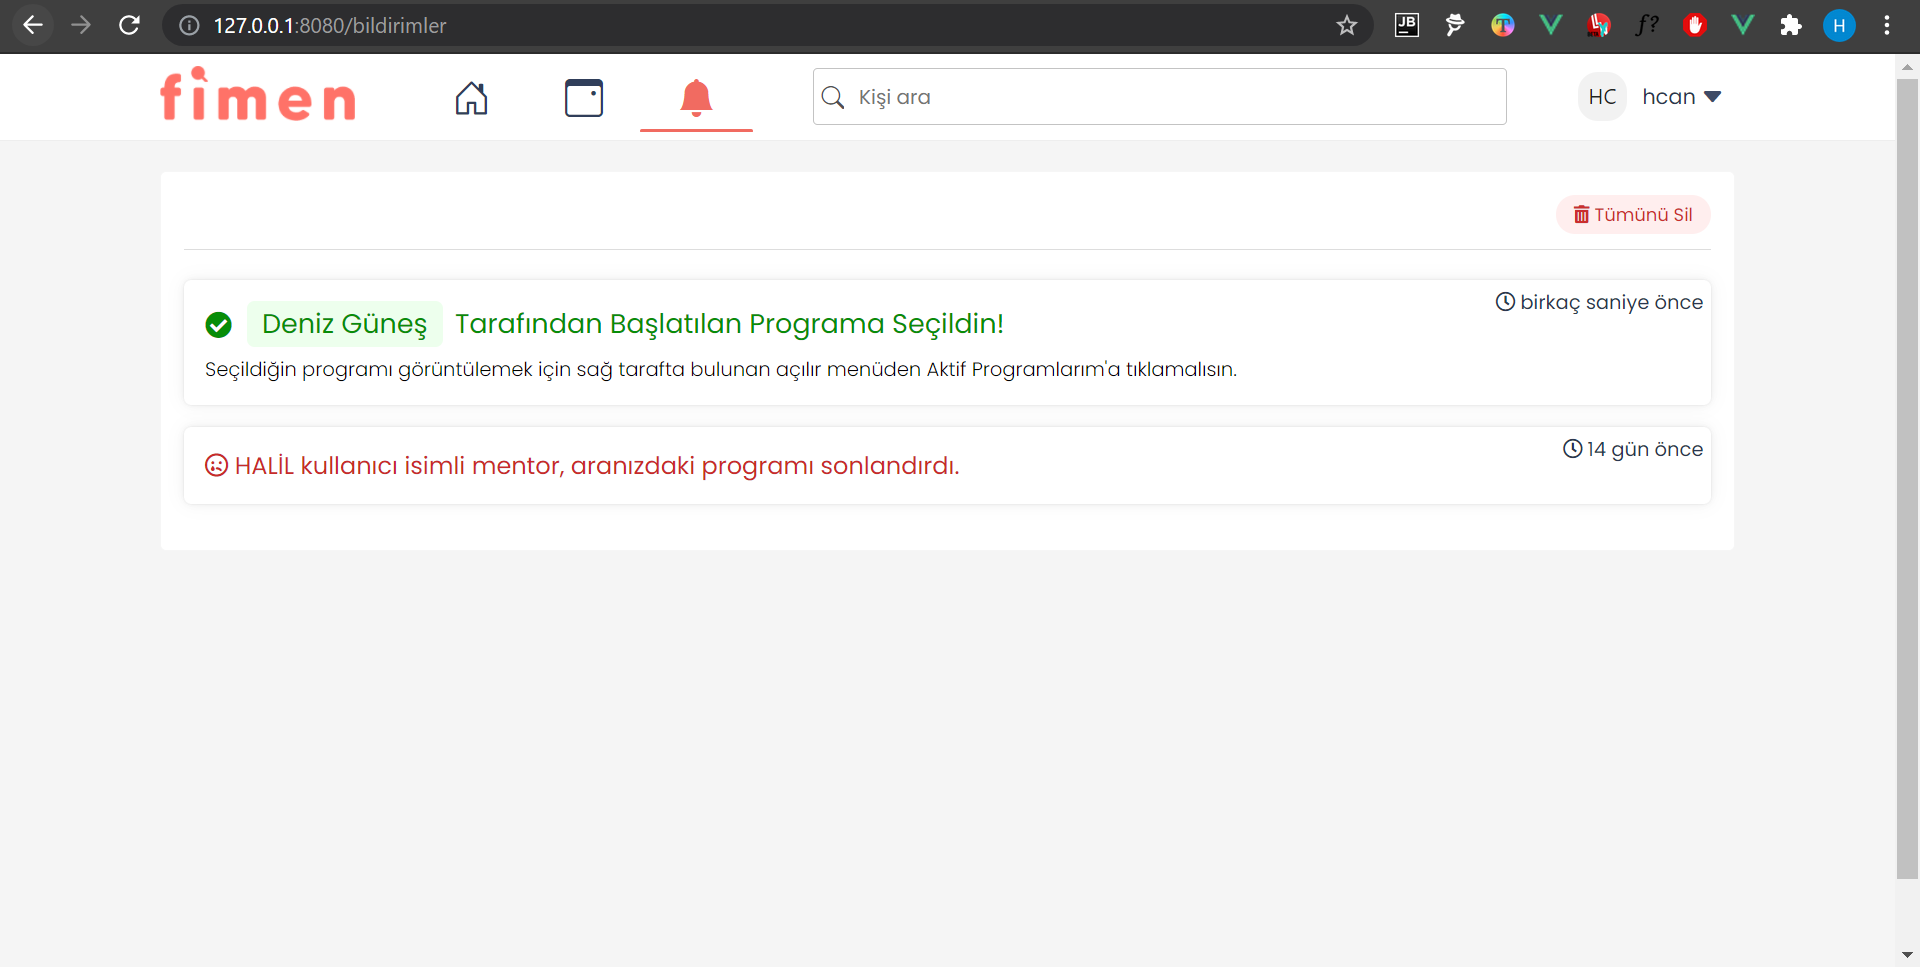 127.0.0.1:8080/bildirimler
JB
T
f?
H
fimen
Kişi ara
HC hcan
Tümünü Sil
birkaç saniye önce
Deniz Güneş Tarafından Başlatılan Programa Seçildin!
Seçildiğin programı görüntülemek için sağ tarafta bulunan açılır menüden Aktif Programlarım'a tıklamalısın.
14 gün önce
HALİL kullanıcı isimli mentor, aranızdaki programı sonlandırdı.